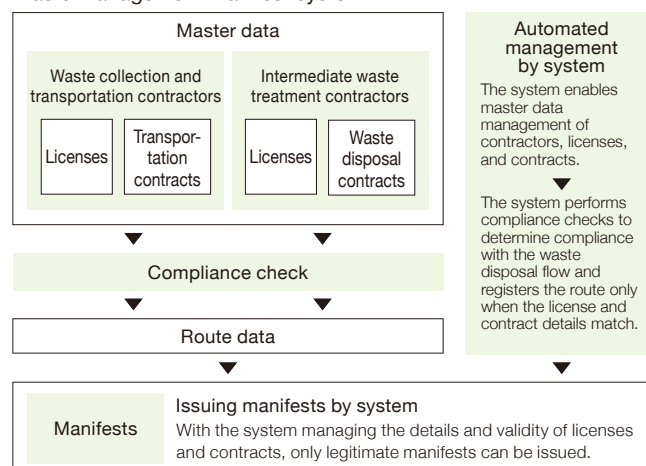 Master data
Waste collection and
transportation contractors
Licenses
Transpor-
tation
contracts
Intermediate waste
treatment contractors
Licenses
Waste
disposal
contracts
Compliance check
Route data
Automated
management
by system
The system enables
master data
management of
contractors, licenses,
and contracts.
The system performs
compliance checks to
determine compliance
with the waste
disposal flow and
registers the route only
when the license and
contract details match.
Manifests
Issuing manifests by system
With the system managing the details and validity of licenses
and contracts, only legitimate manifests can be issued.